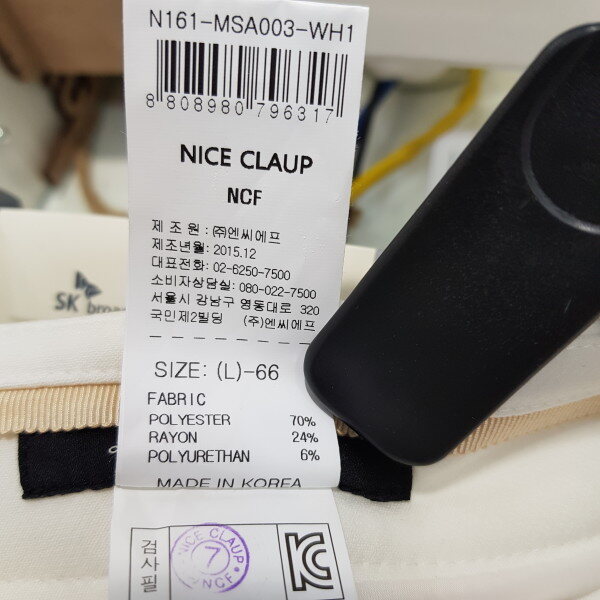 N161-MSA003-WH1
8 808980 796317
NICE CLAUP
NCF
제 조 원 : ㈜엔씨에프
제조년월: 2015.12
대표전화: 02-6250-7500
소비자상담실: 080-022-7500
서울시 강남구 영동대로 320
국민제2빌딩 (주)엔씨에프
SK
SIZE: (L)-66
FABRIC
POLYESTER 70%
RAYON 24%
POLYURETHAN 6%
MADE IN KOREA
검사필
NICE CLAUP
7
NCF
KC